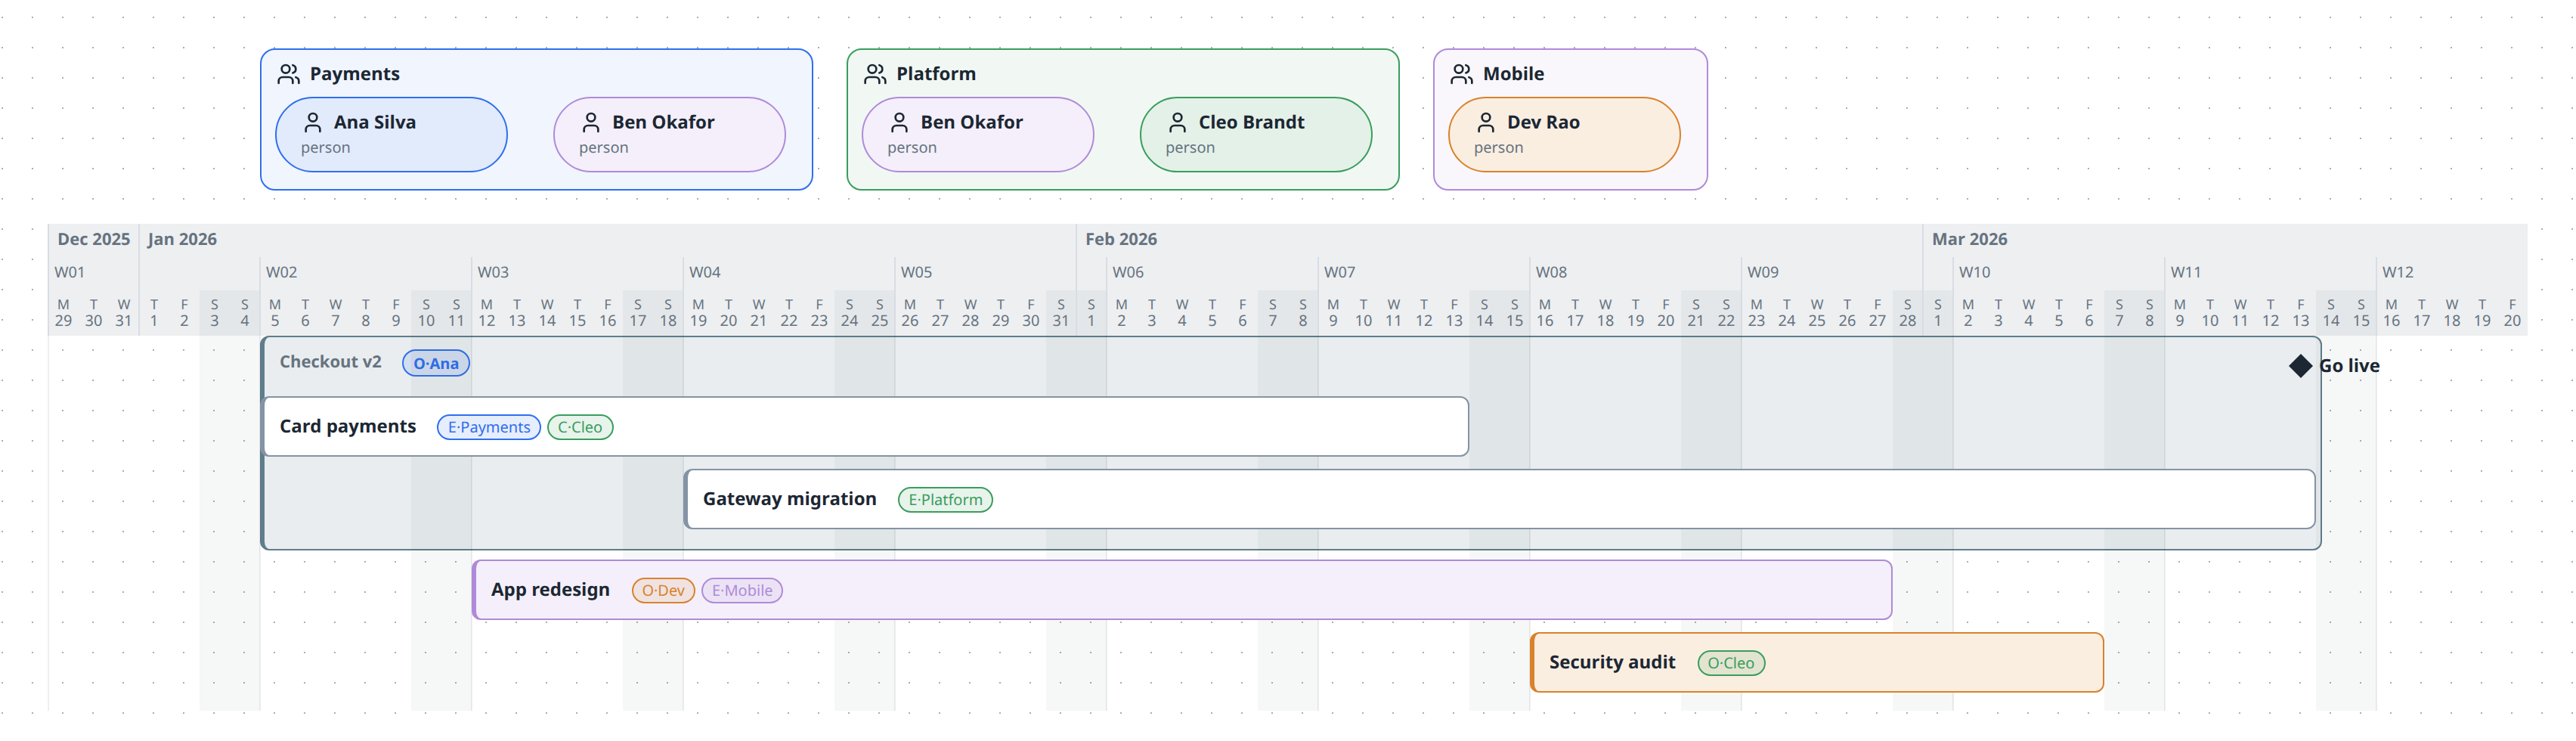 Payments
Ana Silva
person
Ben Okafor
person
Platform
Ben Okafor
person
Cleo Brandt
person
Mobile
Dev Rao
person
Dec 2025 Jan 2026 Feb 2026 Mar 2026
W01 W02 W03 W04 W05 W06 W07 W08 W09 W10 W11 W12
M T W T F S S M T W T F S S M T W T F S S M T W T F S S M T W T F S S M T W T F S S M T W T F S S M T W T F S S M T W T F S S M T W T F S S M T W T F S S M T W T F
29 30 31 1 2 3 4 5 6 7 8 9 10 11 12 13 14 15 16 17 18 19 20 21 22 23 24 25 26 27 28 29 30 31 1 2 3 4 5 6 7 8 9 10 11 12 13 14 15 16 17 18 19 20 21 22 23 24 25 26 27 28 1 2 3 4 5 6 7 8 9 10 11 12 13 14 15 16 17 18 19 20
Checkout v2 O·Ana Go live
Card payments E·Payments C·Cleo
Gateway migration E·Platform
App redesign O·Dev E·Mobile
Security audit O·Cleo